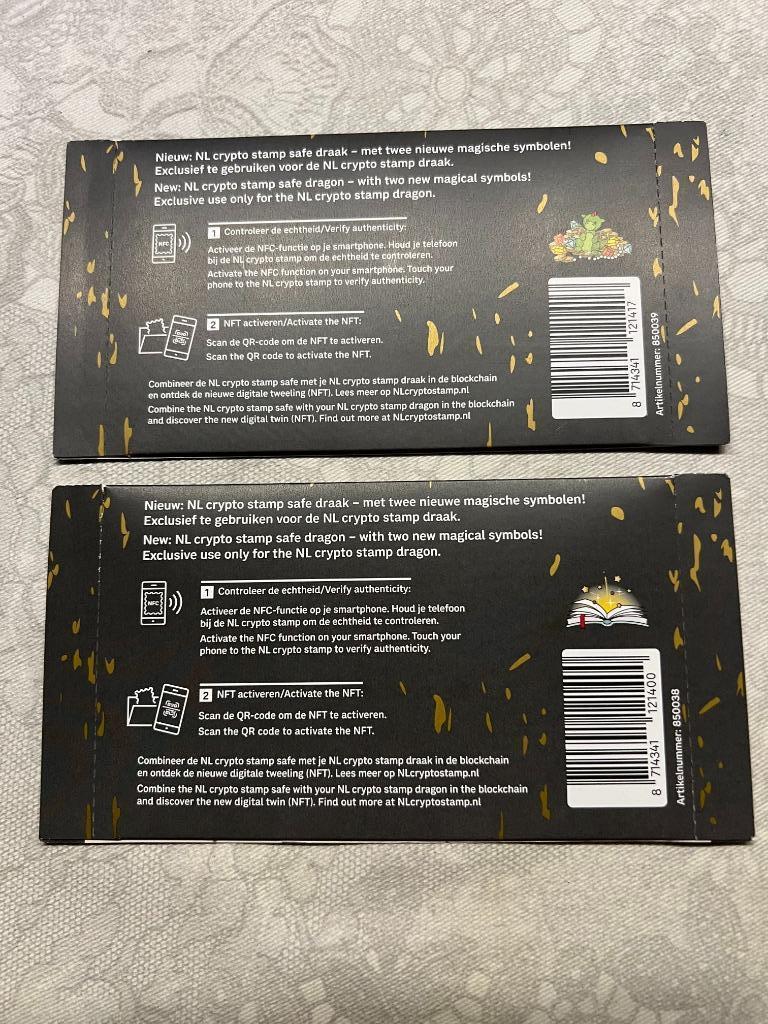 Nieuw: NL crypto stamp safe draak – met twee nieuwe magische symbolen!
Exclusief te gebruiken voor de NL crypto stamp draak.
New: NL crypto stamp safe dragon – with two new magical symbols!
Exclusive use only for the NL crypto stamp dragon.
NFC
1 Controleer de echtheid/Verify authenticity:
Activeer de NFC-functie op je smartphone. Houd je telefoon
bij de NL crypto stamp om de echtheid te controleren.
Activate the NFC function on your smartphone. Touch your
phone to the NL crypto stamp to verify authenticity.
2 NFT activeren/Activate the NFT:
Scan de QR-code om de NFT te activeren.
Scan the QR code to activate the NFT.
Combineer de NL crypto stamp safe met je NL crypto stamp draak in de blockchain
en ontdek de nieuwe digitale tweeling (NFT). Lees meer op NLcryptostamp.nl
Combine the NL crypto stamp safe with your NL crypto stamp dragon in the blockchain
and discover the new digital twin (NFT). Find out more at NLcryptostamp.nl
8 714341 121417
Artikelnummer: 850039
Nieuw: NL crypto stamp safe draak – met twee nieuwe magische symbolen!
Exclusief te gebruiken voor de NL crypto stamp draak.
New: NL crypto stamp safe dragon – with two new magical symbols!
Exclusive use only for the NL crypto stamp dragon.
NFC
1 Controleer de echtheid/Verify authenticity:
Activeer de NFC-functie op je smartphone. Houd je telefoon
bij de NL crypto stamp om de echtheid te controleren.
Activate the NFC function on your smartphone. Touch your
phone to the NL crypto stamp to verify authenticity.
2 NFT activeren/Activate the NFT:
Scan de QR-code om de NFT te activeren.
Scan the QR code to activate the NFT.
Combineer de NL crypto stamp safe met je NL crypto stamp draak in de blockchain
en ontdek de nieuwe digitale tweeling (NFT). Lees meer op NLcryptostamp.nl
Combine the NL crypto stamp safe with your NL crypto stamp dragon in the blockchain
and discover the new digital twin (NFT). Find out more at NLcryptostamp.nl
8 714341 121400
Artikelnummer: 850038